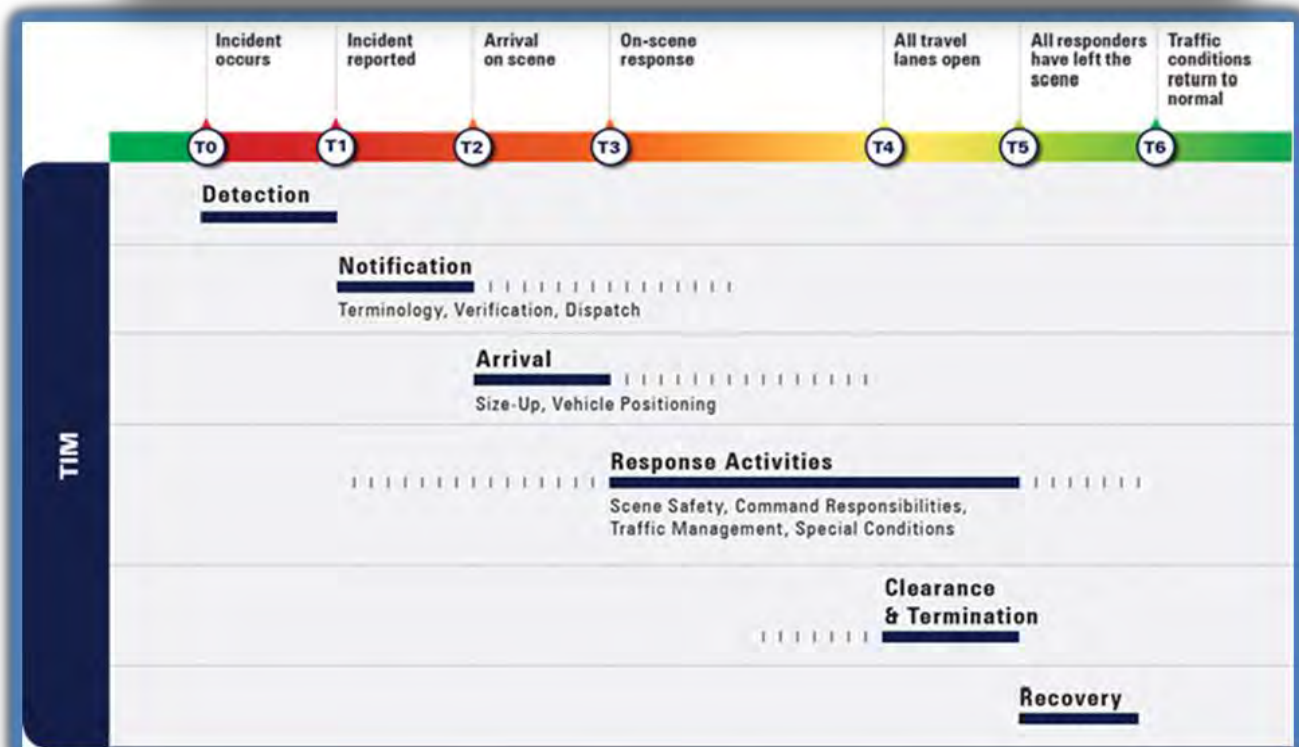 Incident
occurs
Incident
reported
Arrival
on scene
On-scene
response
All travel
lanes open
All responders
have left the
scene
Traffic
conditions
return to
normal
T0
T1
T2
T3
T4
T5
T6
TIM
Detection
Notification
Terminology, Verification, Dispatch
Arrival
Size-Up, Vehicle Positioning
Response Activities
Scene Safety, Command Responsibilities,
Traffic Management, Special Conditions
Clearance
& Termination
Recovery